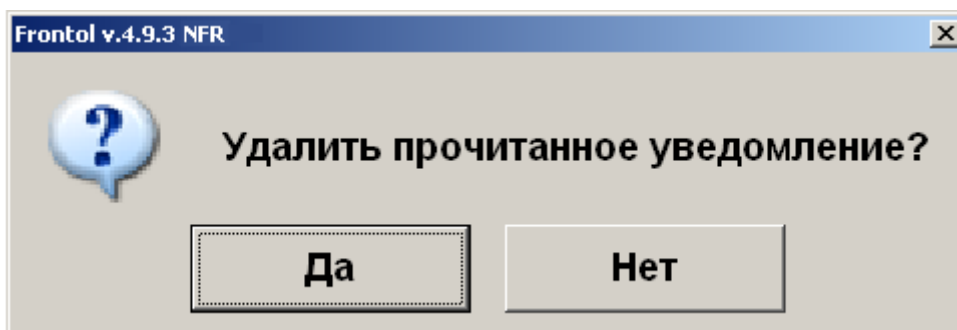 Frontol v.4.9.3 NFR
Удалить прочитанное уведомление?
Да
Нет